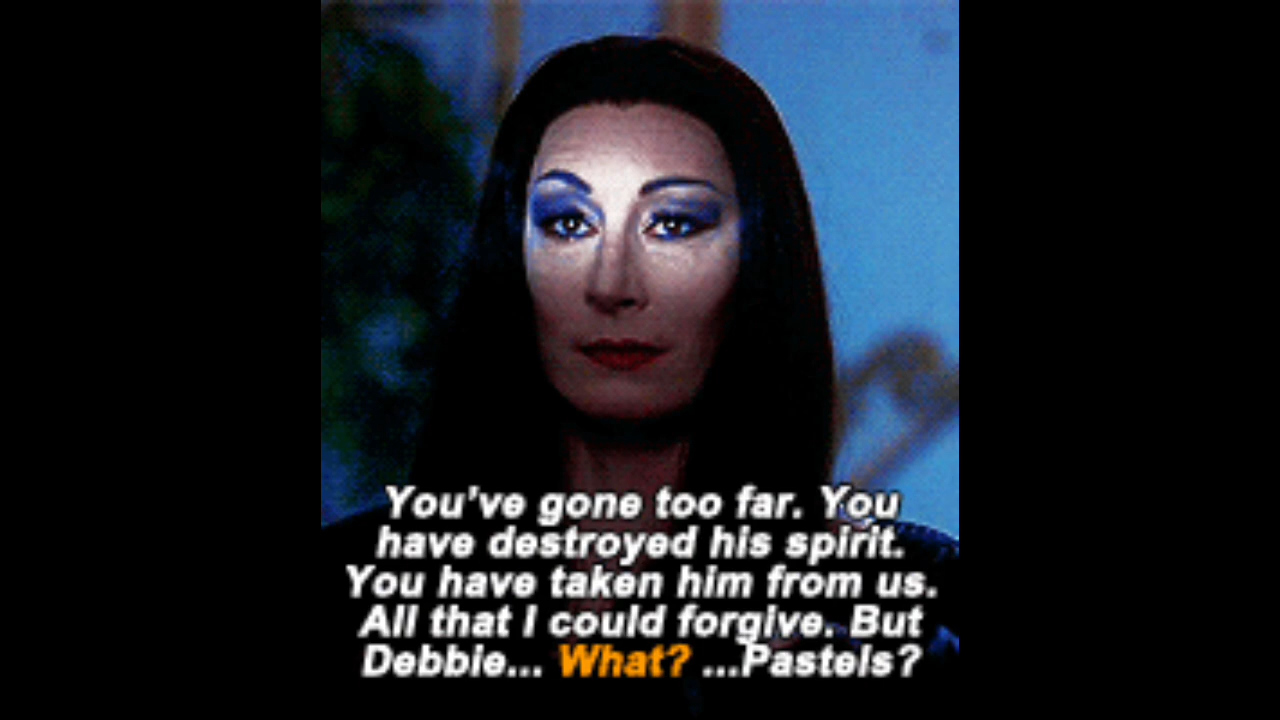 You've gone too far. You
have destroyed his spirit.
You have taken him from us.
All that I could forgive. But
Debbie... What? ...Pastels?